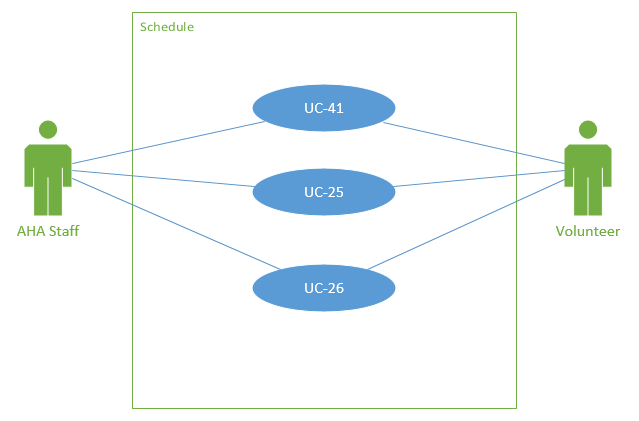 Schedule
UC-41
UC-25
AHA Staff
Volunteer
UC-26